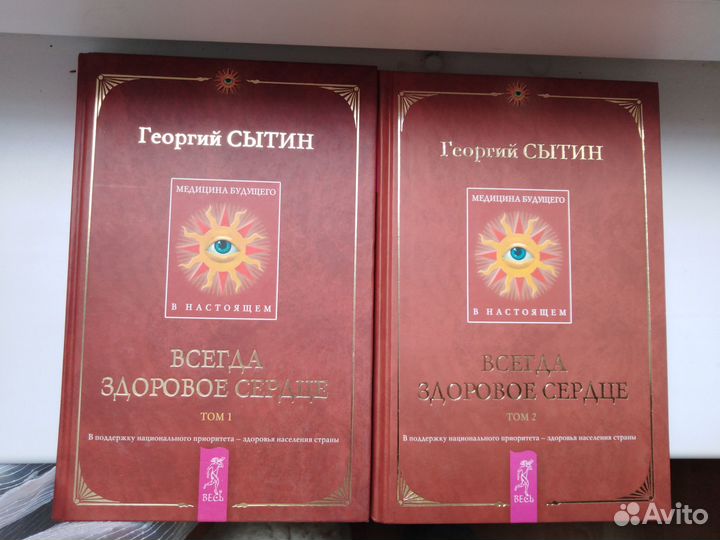 Георгий СЫТИН
МЕДИЦИНА БУДУЩЕГО
В НАСТОЯЩЕМ
ВСЕГДА
ЗДОРОВОЕ СЕРДЦЕ
ТОМ 1
В поддержку национального приоритета – здоровья населения страны
ВЕСЬ
Георгий СЫТИН
МЕДИЦИНА БУДУЩЕГО
В НАСТОЯЩЕМ
ВСЕГДА
ЗДОРОВОЕ СЕРДЦЕ
ТОМ 2
В поддержку национального приоритета – здоровья населения страны
ВЕСЬ
Avito